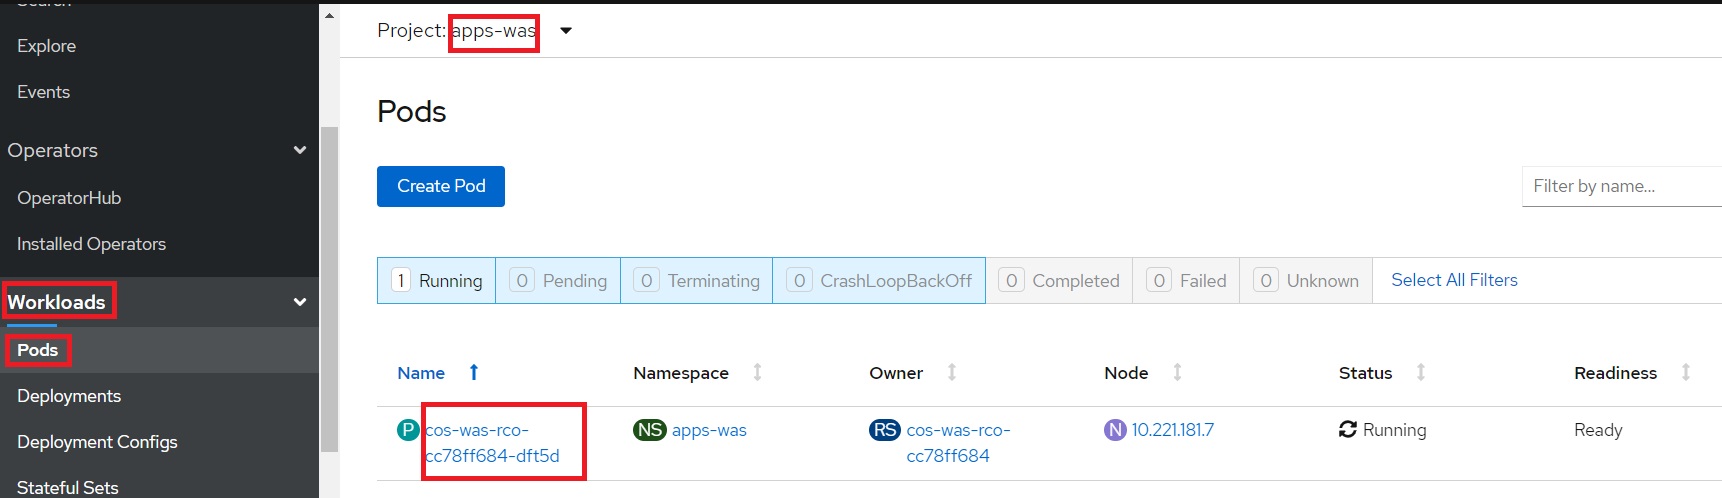 Search
Explore
Events
Operators
OperatorHub
Installed Operators
Workloads
Pods
Deployments
Deployment Configs
Stateful Sets
Project: apps-was
Pods
Create Pod
Filter by name...
1 Running 0 Pending 0 Terminating 0 CrashLoopBackOff 0 Completed 0 Failed 0 Unknown Select All Filters
Name Namespace Owner Node Status Readiness
P cos-was-rco- NS apps-was RS cos-was-rco- N 10.221.181.7 Running Ready
cc78ff684-dft5d cc78ff684